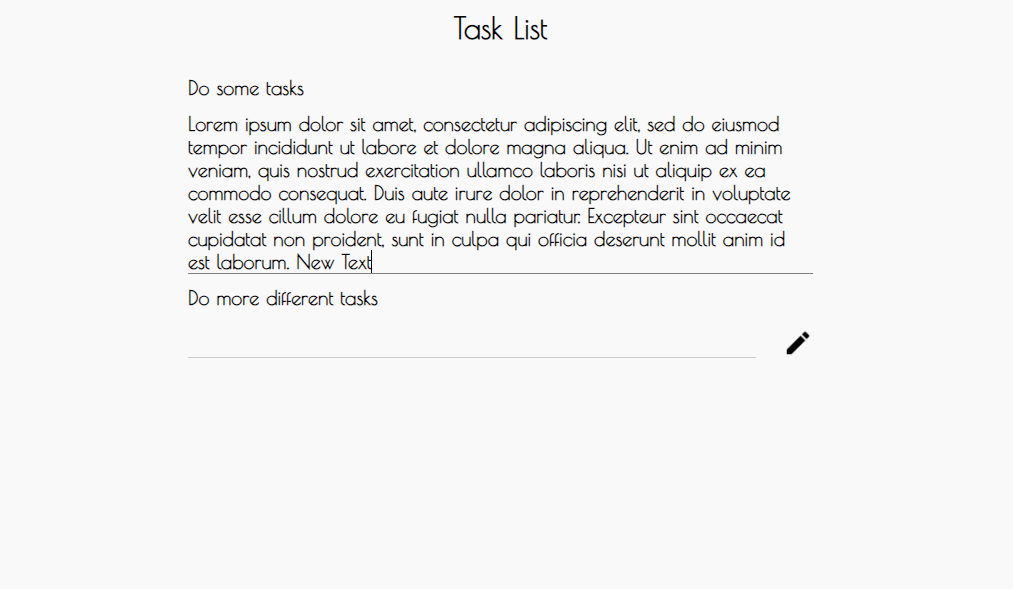 Task List
Do some tasks
Lorem ipsum dolor sit amet, consectetur adipiscing elit, sed do eiusmod
tempor incididunt ut labore et dolore magna aliqua. Ut enim ad minim
veniam, quis nostrud exercitation ullamco laboris nisi ut aliquip ex ea
commodo consequat. Duis aute irure dolor in reprehenderit in voluptate
velit esse cillum dolore eu fugiat nulla pariatur. Excepteur sint occaecat
cupidatat non proident, sunt in culpa qui officia deserunt mollit anim id
est laborum. New Text
Do more different tasks